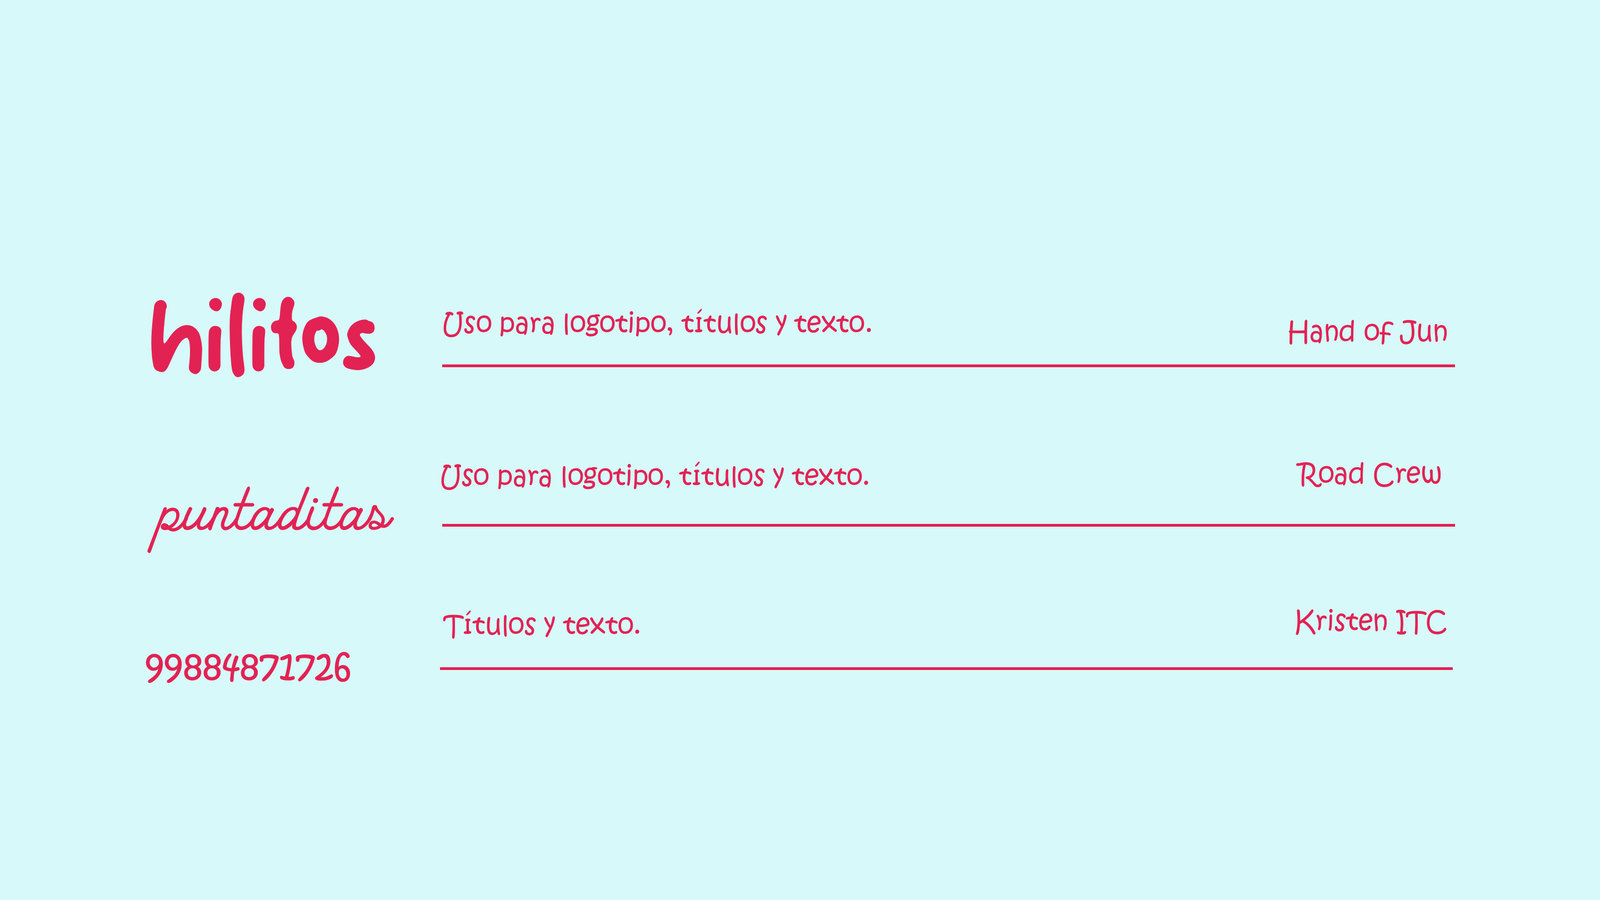 hilitos
Uso para logotipo, títulos y texto.
Hand of Jun
puntaditas
Uso para logotipo, títulos y texto.
Road Crew
99884871726
Títulos y texto.
Kristen ITC